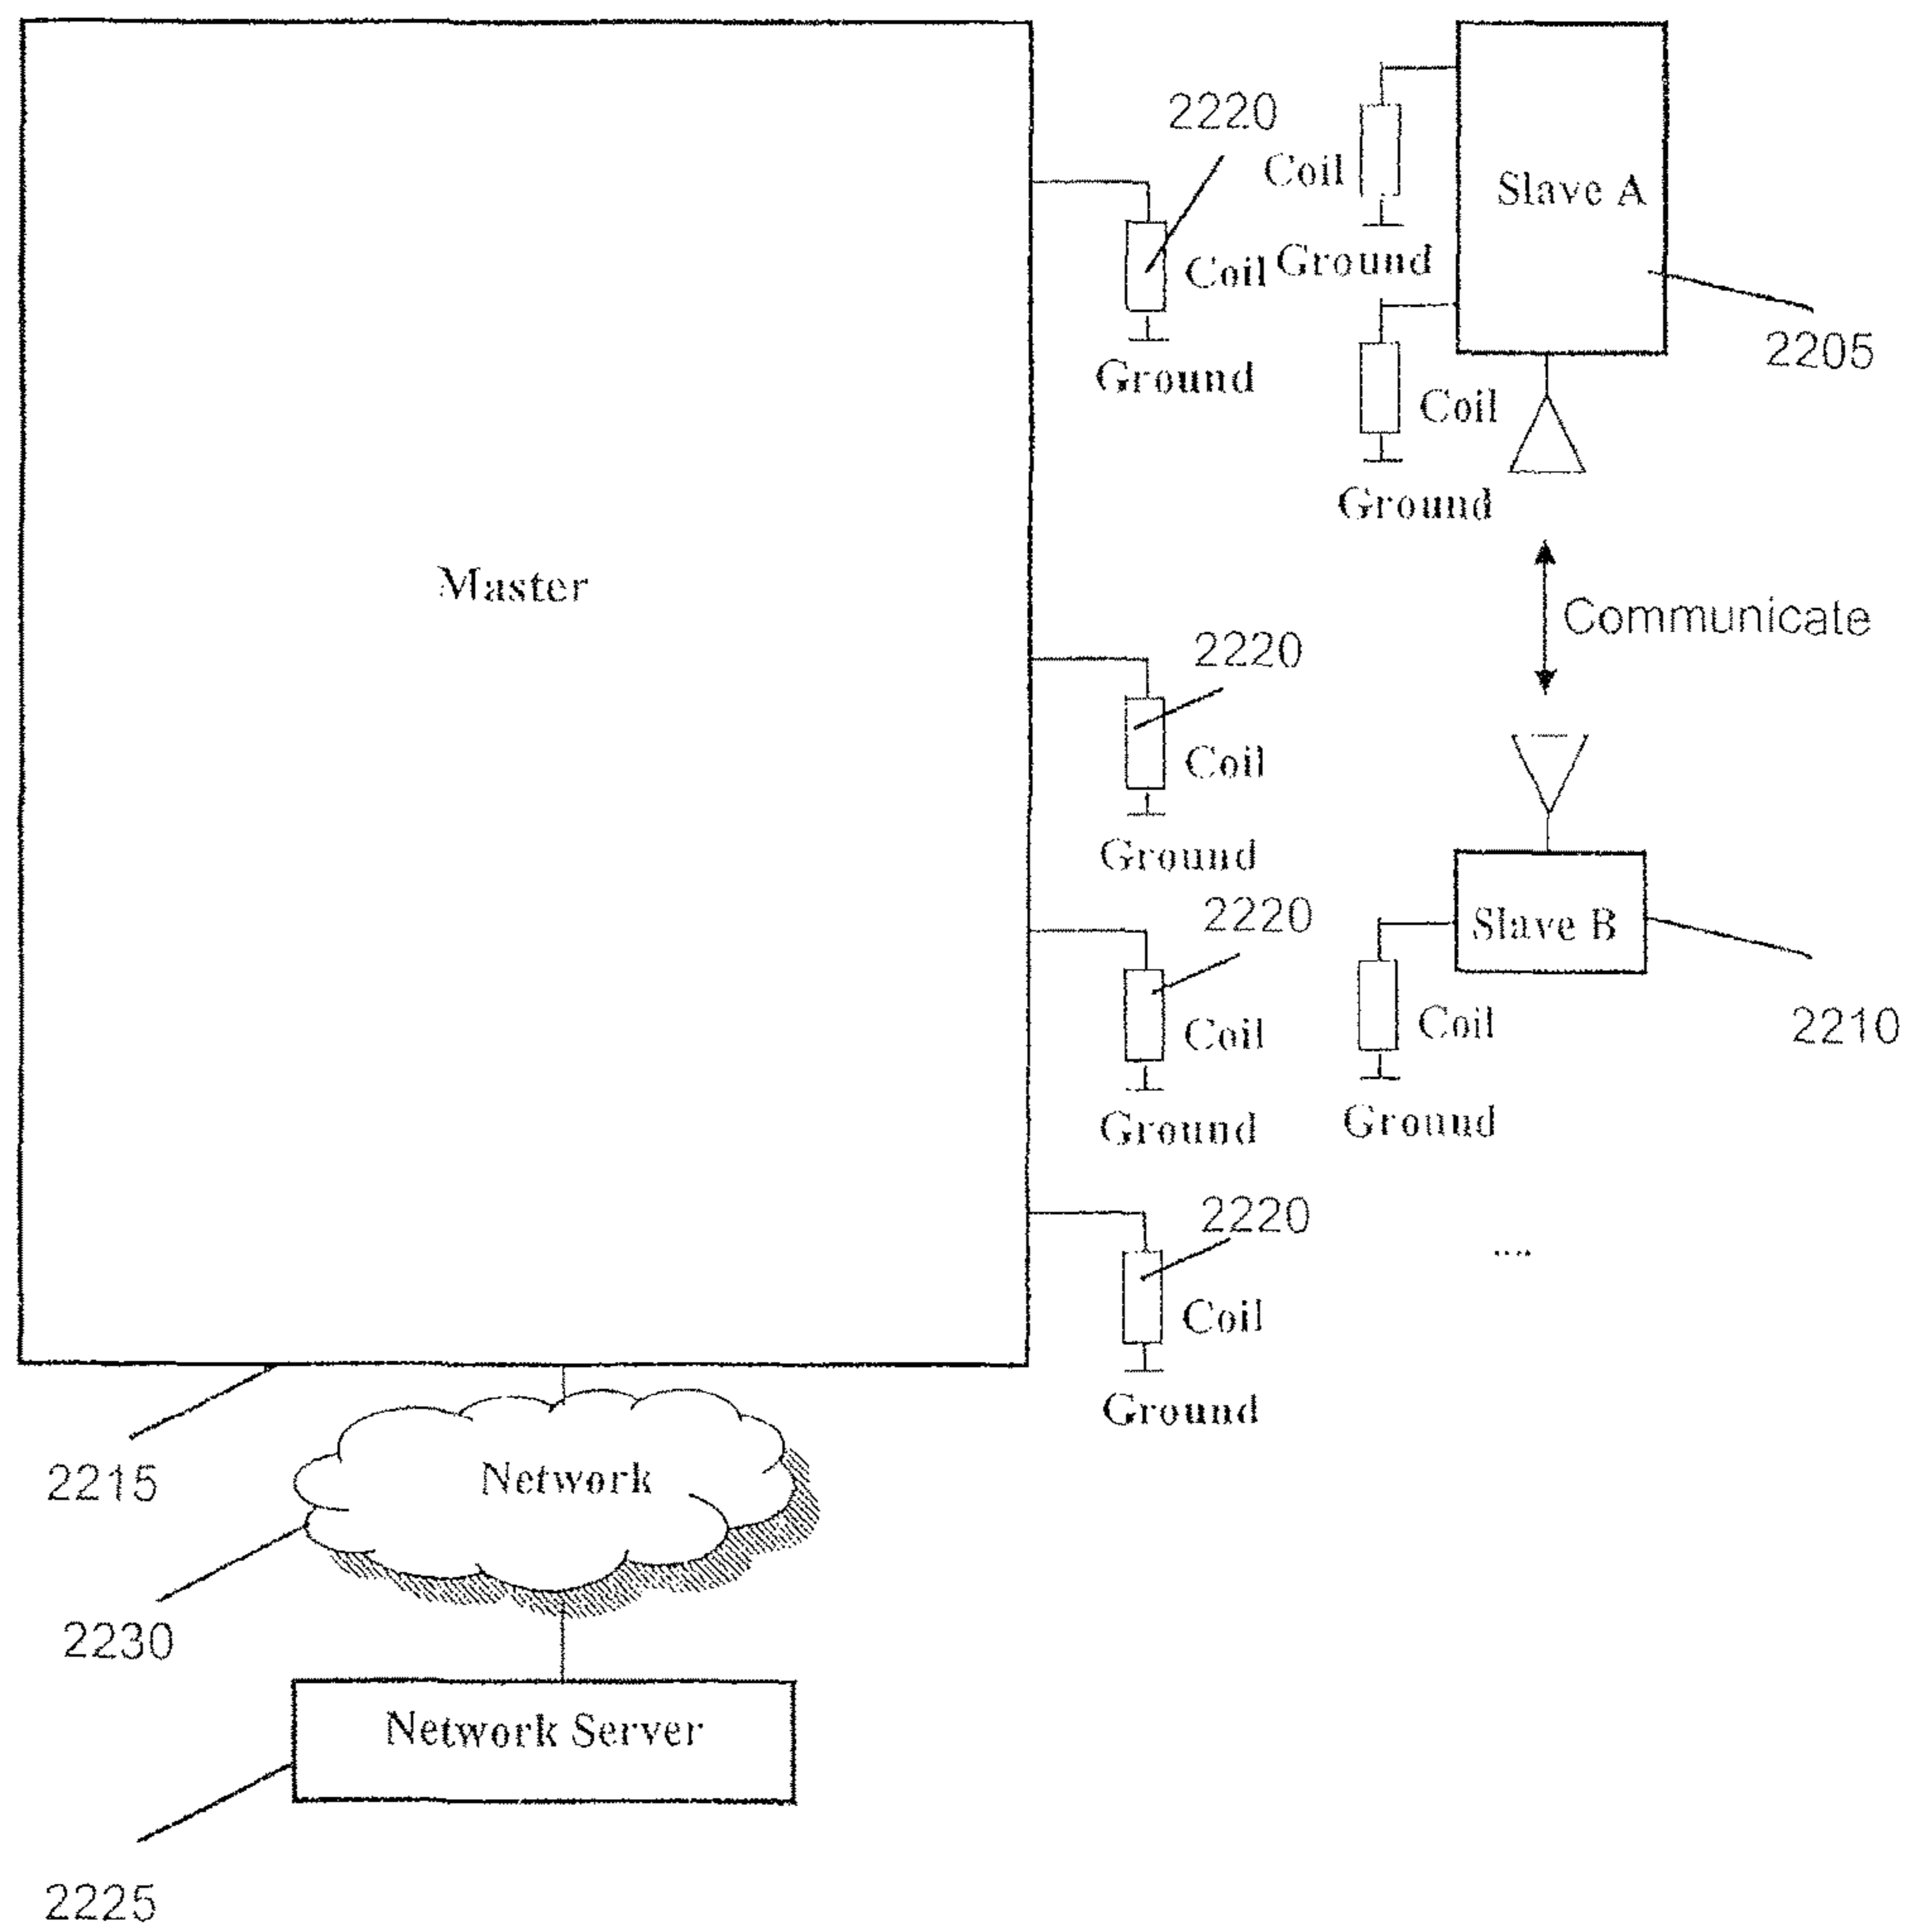 2220
Coil
Slave A
Coil
Ground
Ground
2205
Coil
Ground
Master
Communicate
2220
Coil
Ground
2220
Slave B
Coil
Coil
2210
Ground
Ground
2220
....
Coil
Ground
Network
2215
2230
Network Server
2225